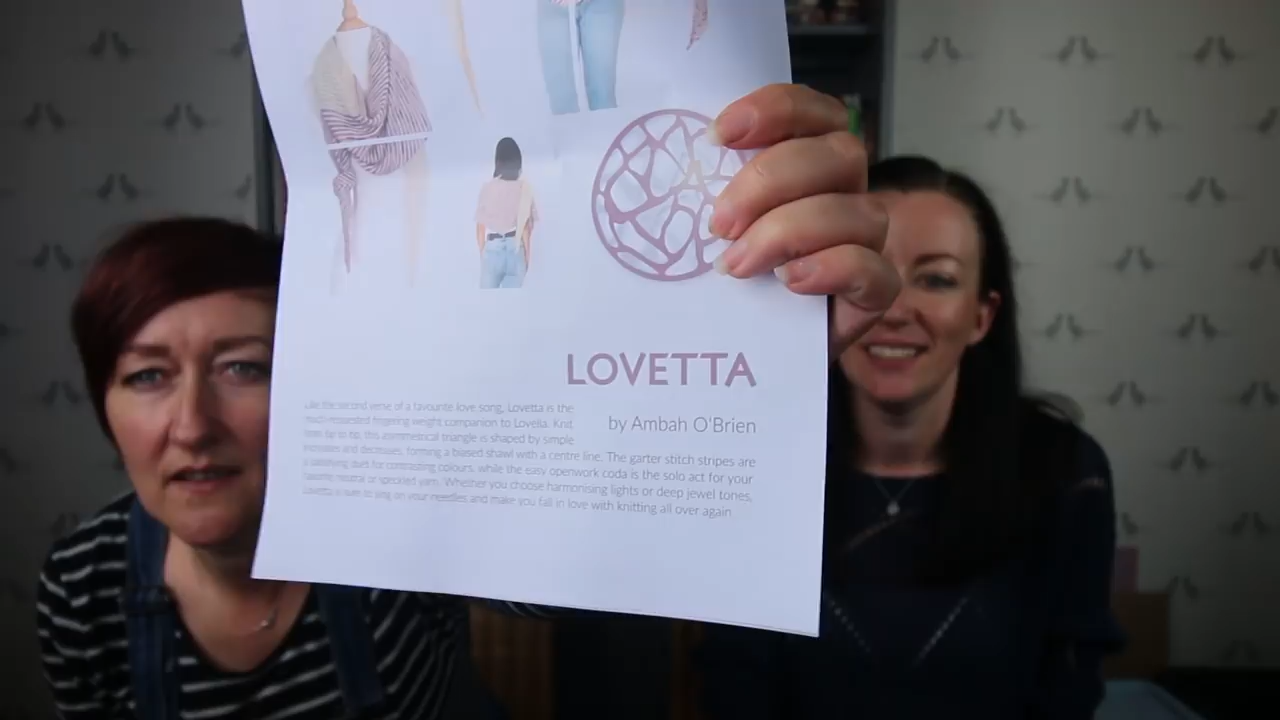 LOVETTA
by Ambah O'Brien
Like the second verse of a favourite love song, Lovetta is the
much-requested fingering weight companion to Lovelia. Knit
from tip to tip, this asymmetrical triangle is shaped by simple
increases and decreases, forming a biased shawl with a centre line. The garter stitch stripes are
a satisfying duet for contrasting colours, while the easy openwork coda is the solo act for your
favourite neutral or speckled yarn. Whether you choose harmonising lights or deep jewel tones,
Lovetta is sure to sing on your needles and make you fall in love with knitting all over again